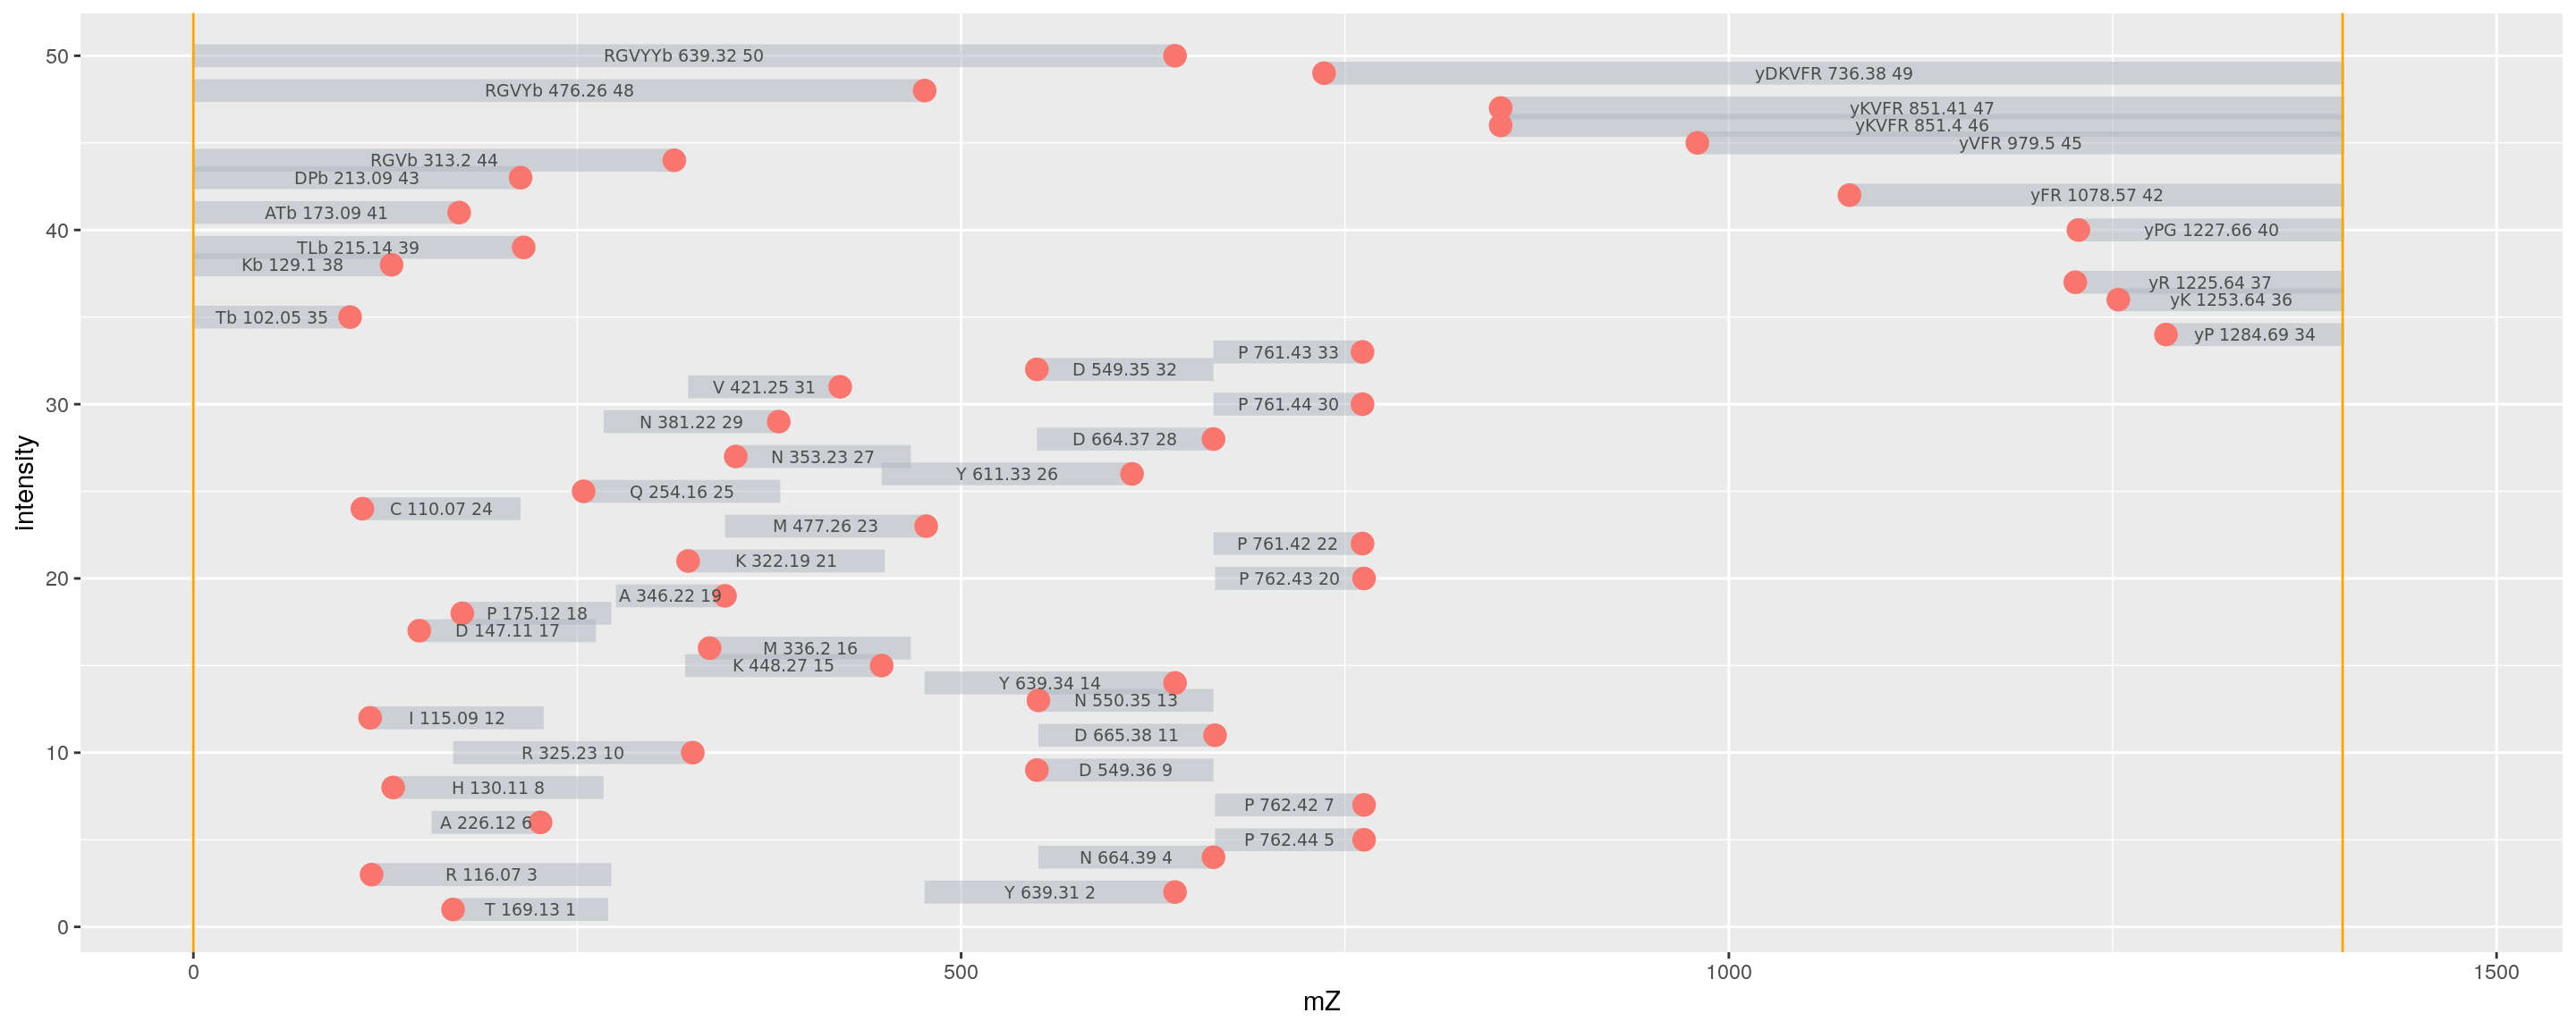 50
RGVYYb 639.32 50
yDKVFR 736.38 49
RGVYb 476.26 48
yKVFR 851.41 47
yKVFR 851.4 46
yVFR 979.5 45
RGVb 313.2 44
DPb 213.09 43
yFR 1078.57 42
ATb 173.09 41
40
yPG 1227.66 40
TLb 215.14 39
Kb 129.1 38
yR 1225.64 37
yK 1253.64 36
Tb 102.05 35
yP 1284.69 34
P 761.43 33
D 549.35 32
V 421.25 31
30
P 761.44 30
N 381.22 29
D 664.37 28
N 353.23 27
Y 611.33 26
Q 254.16 25
C 110.07 24
M 477.26 23
P 761.42 22
K 322.19 21
20
P 762.43 20
A 346.22 19
P 175.12 18
D 147.11 17
M 336.2 16
K 448.27 15
Y 639.34 14
N 550.35 13
I 115.09 12
D 665.38 11
10
R 325.23 10
D 549.36 9
H 130.11 8
P 762.42 7
A 226.12 6
P 762.44 5
N 664.39 4
R 116.07 3
Y 639.31 2
T 169.13 1
0
intensity
0 500 1000 1500
mZ